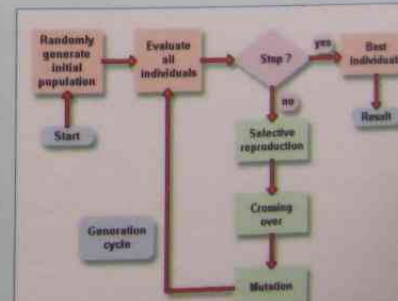 Randomly
generate
initial
population
Evaluate
all
individuals
Stop ?
yes
Best
individual
no
Start
Result
Selective
reproduction
Crossing
over
Generation
cycle
Mutation